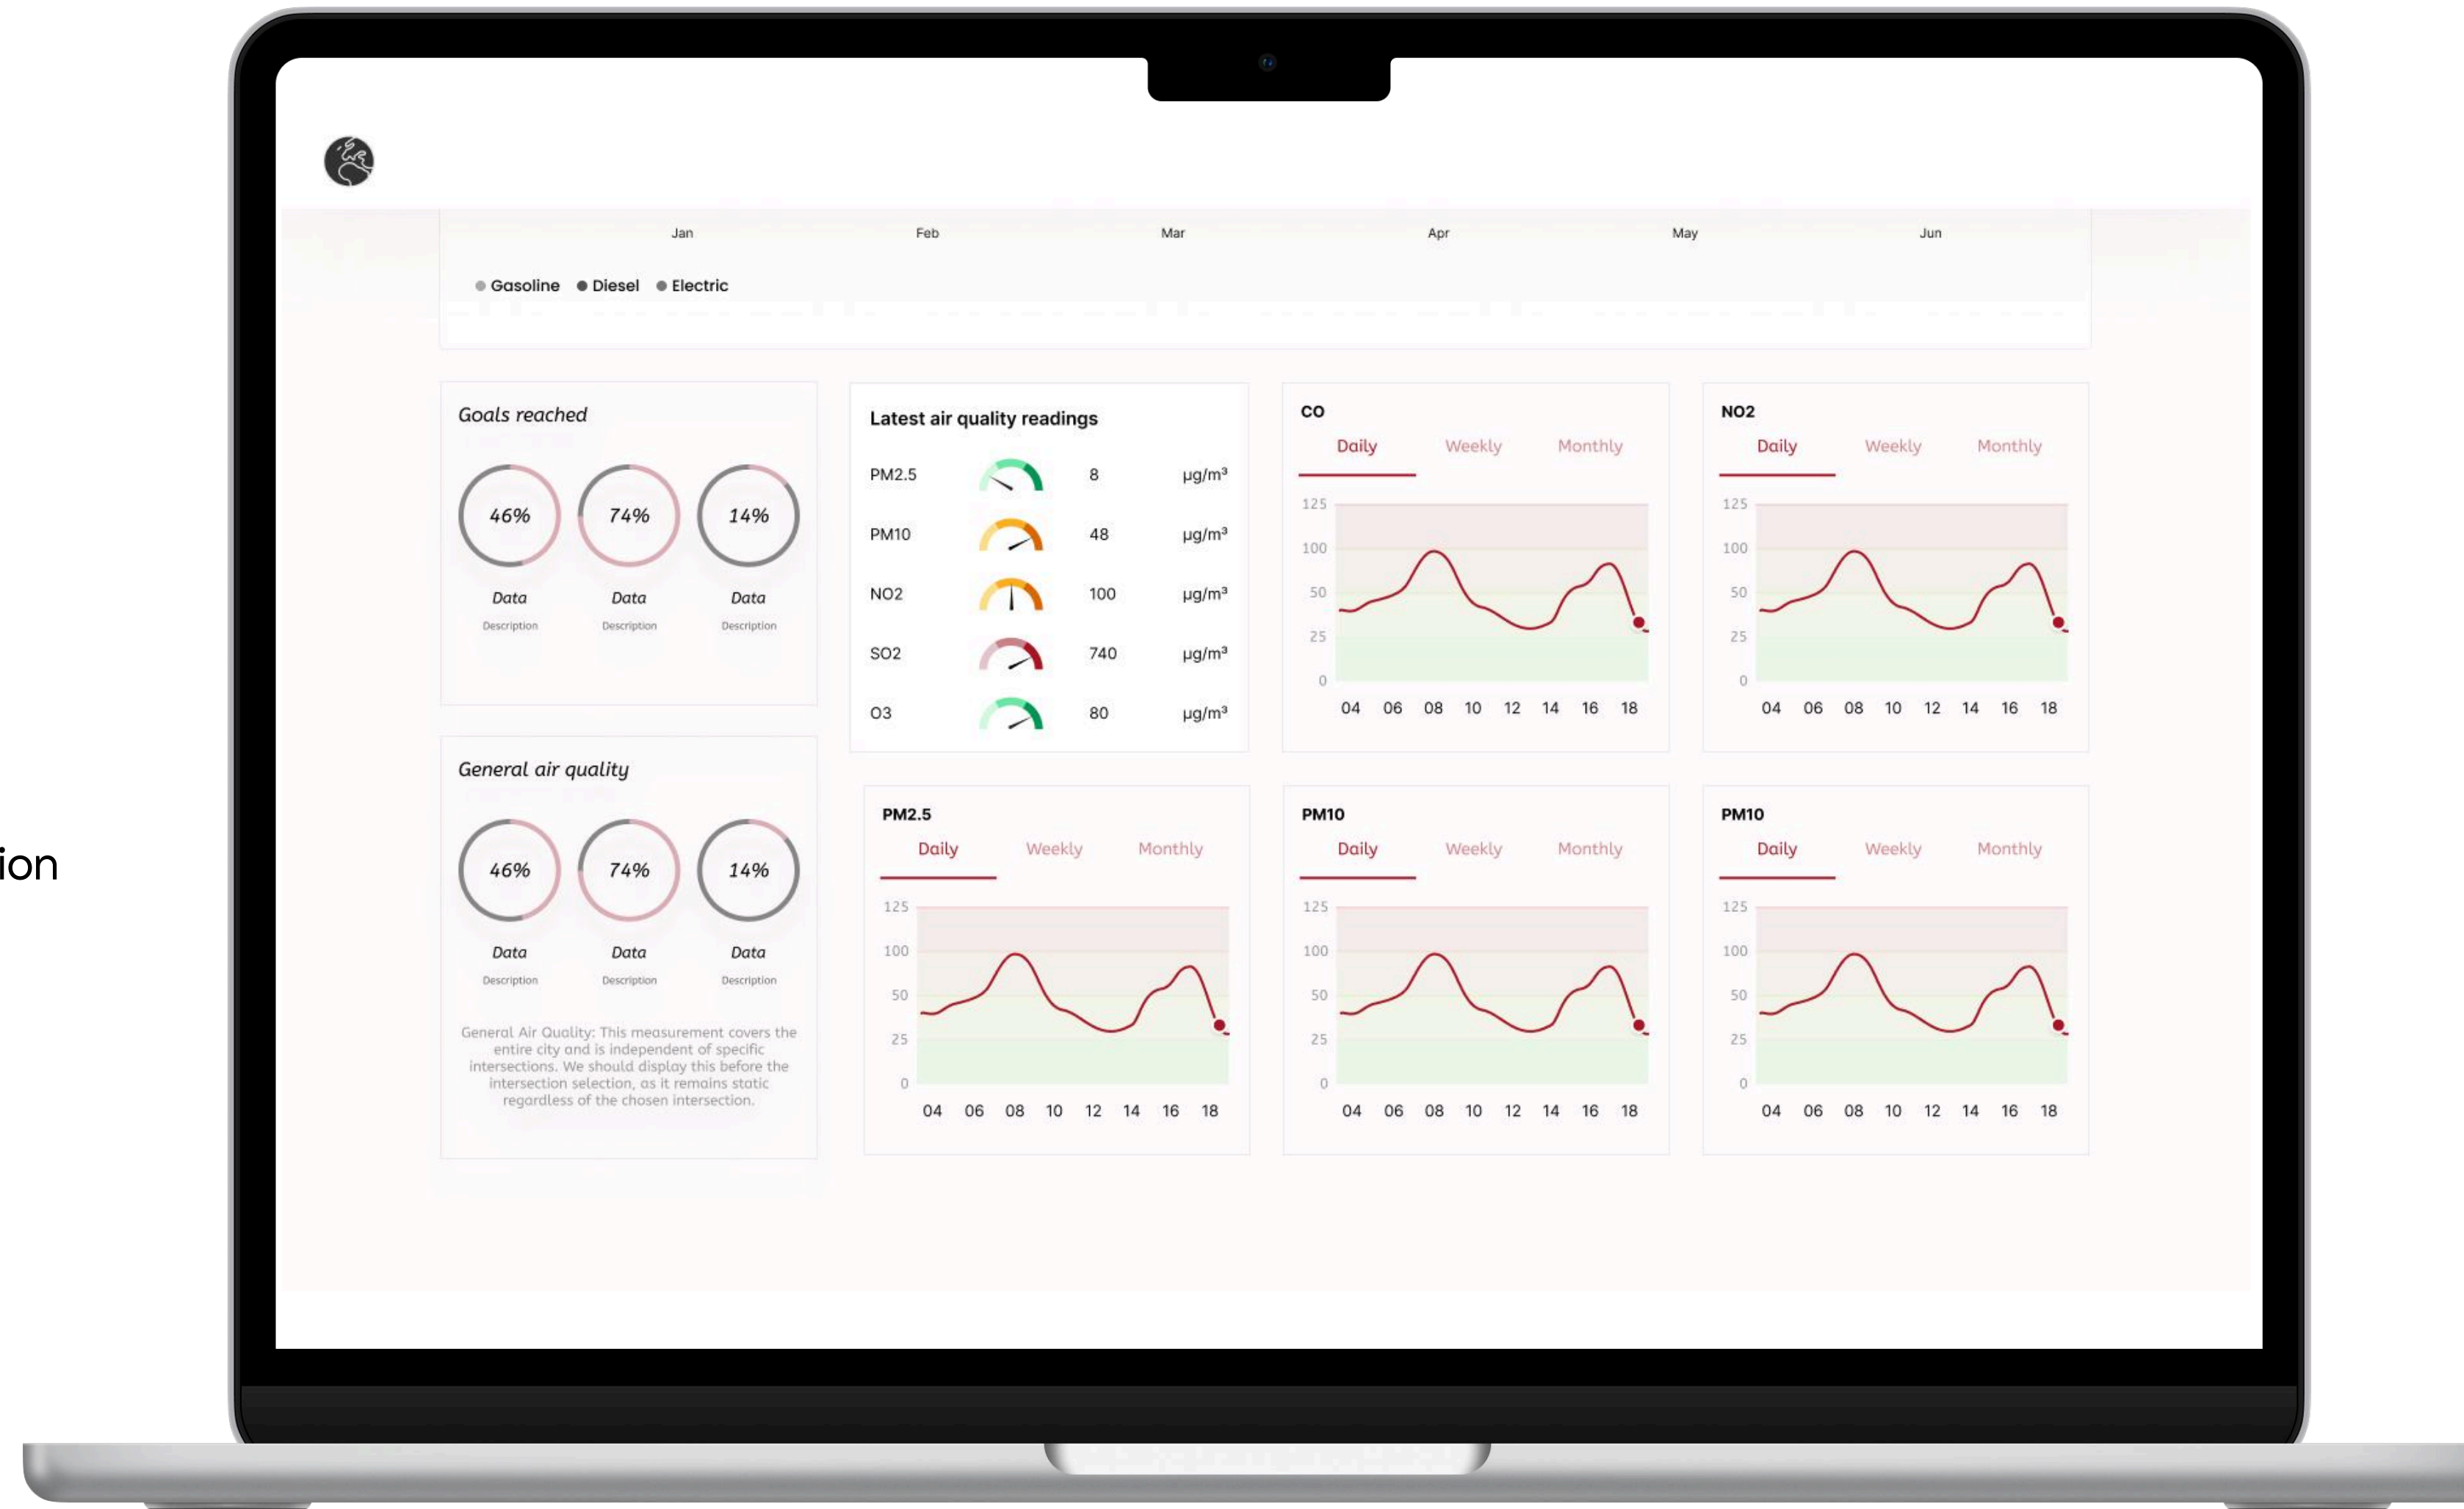 ion
Jan Feb Mar Apr May Jun
Gasoline Diesel Electric
Goals reached
46% 74% 14%
Data Data Data
Description Description Description
General air quality
46% 74% 14%
Data Data Data
Description Description Description
General Air Quality: This measurement covers the
entire city and is independent of specific
intersections. We should display this before the
intersection selection, as it remains static
regardless of the chosen intersection.
Latest air quality readings
PM2.5 8 µg/m³
PM10 48 µg/m³
NO2 100 µg/m³
SO2 740 µg/m³
O3 80 µg/m³
CO
Daily Weekly Monthly
125
100
50
25
0
04 06 08 10 12 14 16 18
NO2
Daily Weekly Monthly
125
100
50
25
0
04 06 08 10 12 14 16 18
PM2.5
Daily Weekly Monthly
125
100
50
25
0
04 06 08 10 12 14 16 18
PM10
Daily Weekly Monthly
125
100
50
25
0
04 06 08 10 12 14 16 18
PM10
Daily Weekly Monthly
125
100
50
25
0
04 06 08 10 12 14 16 18